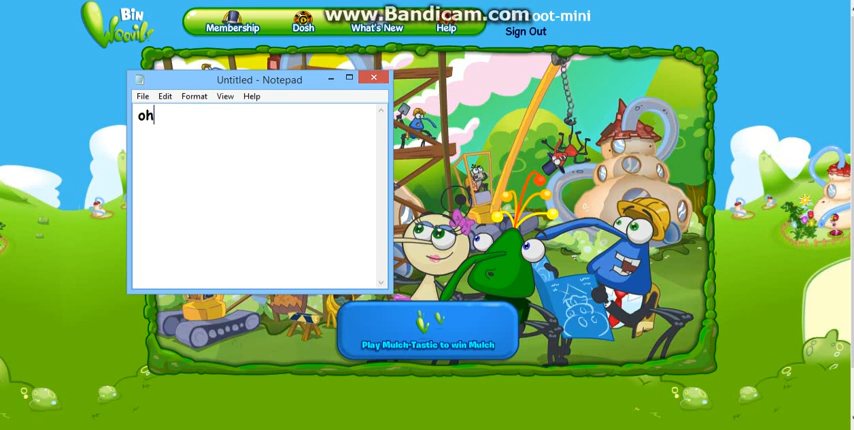 www.Bandicam.com oot-mini
BiN
WeeviLs
Membership Dosh What's New Help
Sign Out
Untitled - Notepad
File Edit Format View Help
oh
Play Mulch-Tastic to win Mulch